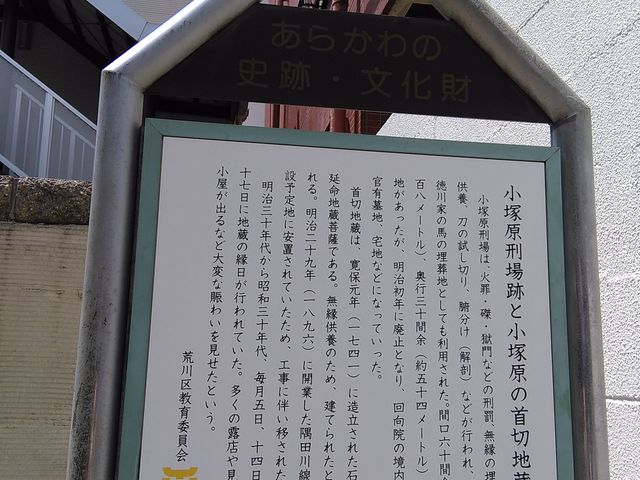 あらかわの
史跡・文化財
小塚原刑場跡と小塚原の首切地蔵
小塚原刑場は、火罪・磔・獄門などの刑罰、無縁の埋
供養、刀の試し切り、腑分け（解剖）などが行われ、
徳川家の馬の埋葬地としても利用された。間口六十間余
百八メートル）、奥行三十間余（約五十四メートル）
地があったが、明治初年に廃止となり、回向院の境内
官有墓地、宅地などになっていった。
首切地蔵は、寛保元年（一七四一）に造立された石
延命地蔵菩薩である。無縁供養のため、建てられたと
れる。明治二十九年（一八九六）に開業した隅田川線
設予定地に安置されていたため、工事に伴い移された
明治三十年代から昭和三十年代、毎月五日、十四日
十七日に地蔵の縁日が行われていた。多くの露店や見
小屋が出るなど大変な賑わいを見せたという。
荒川区教育委員会